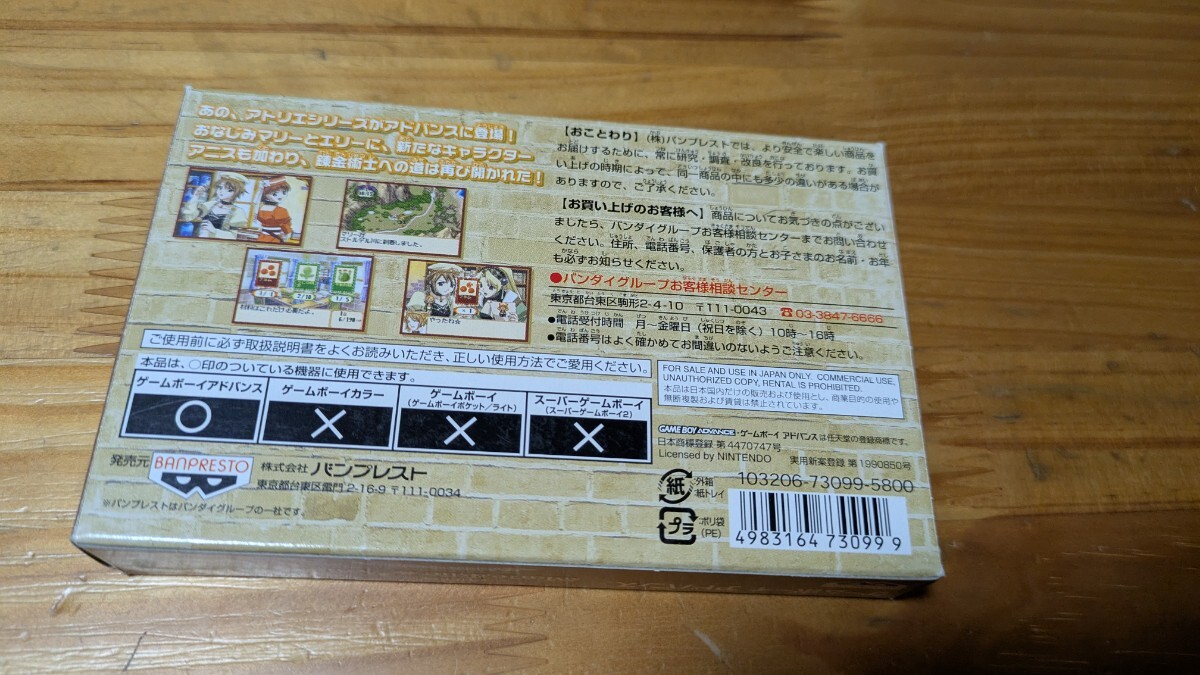 あの、アトリエシリーズがアドバンスに登場！
おなじみマリーとエリーに、新たなキャラクター
アニスも加わり、錬金術士への道は再び開かれた！
ストルデル川に到着しました。
やったね☆
【おことわり】(株)バンプレストでは、より安全で楽しい商品を
お届けするために、常に研究・調査・改良を行っております。お買
い上げの時期によって、同一商品の中にも多少の違いがある場合が
ありますので、ご了承ください。
【お買い上げのお客様へ】商品についてお気づきの点がござい
ましたら、バンダイグループお客様相談センターまでお問い合わせ
ください。住所、電話番号、保護者の方とお子さまのお名前・お年
も必ずお知らせください。
●バンダイグループお客様相談センター
東京都台東区駒形2-4-10 〒111-0043 ☎03-3847-6666
●電話受付時間 月～金曜日(祝日を除く)10時～16時
●電話番号はよく確かめてお間違いのないようご注意ください。
ご使用前に必ず取扱説明書をよくお読みいただき、正しい使用方法でご愛用ください。
本品は、○印のついている機器に使用できます。
ゲームボーイアドバンス
○
ゲームボーイカラー
×
ゲームボーイ
(ゲームボーイポケット/ライト)
×
スーパーゲームボーイ
(スーパーゲームボーイ2)
×
FOR SALE AND USE IN JAPAN ONLY. COMMERCIAL USE,
UNAUTHORIZED COPY, RENTAL IS PROHIBITED.
本品は日本国内だけの販売および使用とし、商業目的の使用や
無断複製および賃貸は禁止されています。
GAME BOY ADVANCE・ゲームボーイ アドバンスは任天堂の登録商標です。
日本商標登録 第4470747号
Licensed by NINTENDO 実用新案登録 第1990850号
発売元 BANPRESTO 株式会社 バンプレスト
東京都台東区雷門2-16-9 〒111-0034
※バンプレストはバンダイグループの一社です。
紙 外箱
紙トレイ
プラ ポリ袋
(PE)
103206-73099-5800
4983164730999